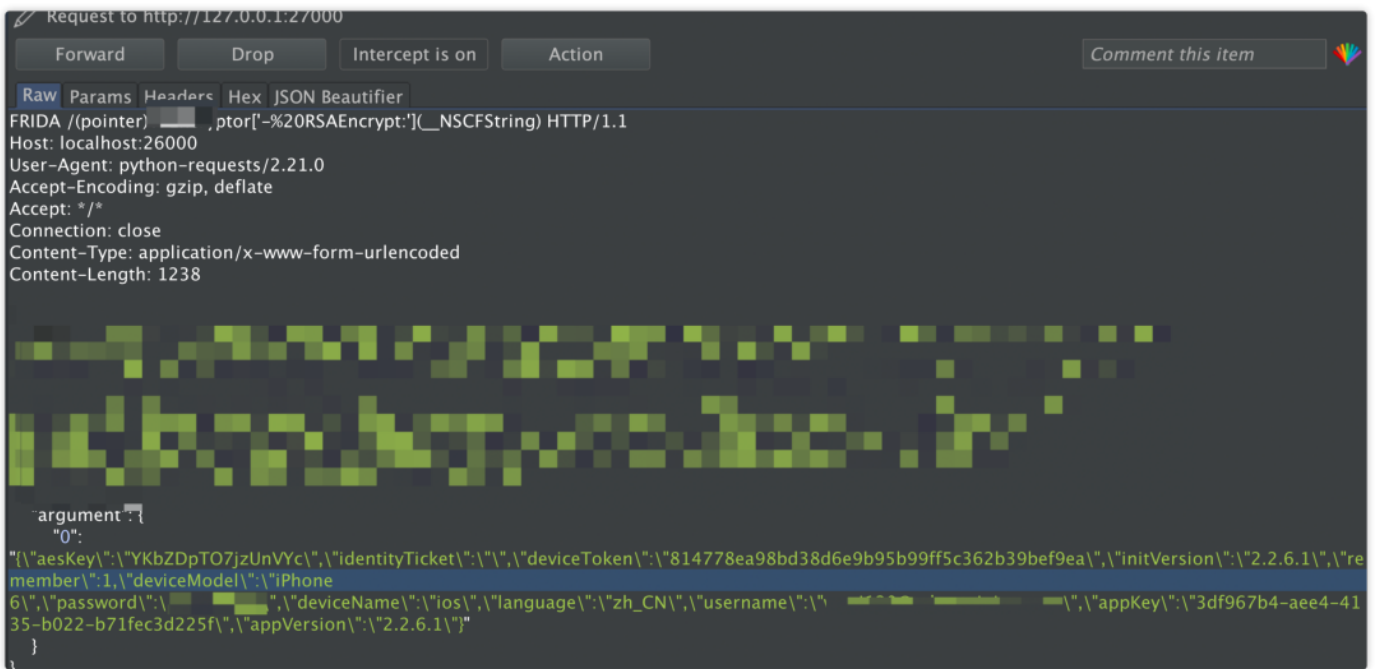 Request to http://127.0.0.1:27000
Forward Drop Intercept is on Action Comment this item
Raw Params Headers Hex JSON Beautifier
FRIDA /(pointer) ptor['-%20RSAEncrypt:'](__NSCFString) HTTP/1.1
Host: localhost:26000
User-Agent: python-requests/2.21.0
Accept-Encoding: gzip, deflate
Accept: */*
Connection: close
Content-Type: application/x-www-form-urlencoded
Content-Length: 1238
"argument": {
"0":
"{\"aesKey\":\"YKbZDpTO7jzUnVYc\",\"identityTicket\":\"\",\"deviceToken\":\"814778ea98bd38d6e9b95b99ff5c362b39bef9ea\",\"initVersion\":\"2.2.6.1\",\"re
member\":1,\"deviceModel\":\"iPhone
6\",\"password\":\ ",\"deviceName\":\"ios\",\"language\":\"zh_CN\",\"username\":\" \",\"appKey\":\"3df967b4-aee4-41
35-b022-b71fec3d225f\",\"appVersion\":\"2.2.6.1\"}"
}
}